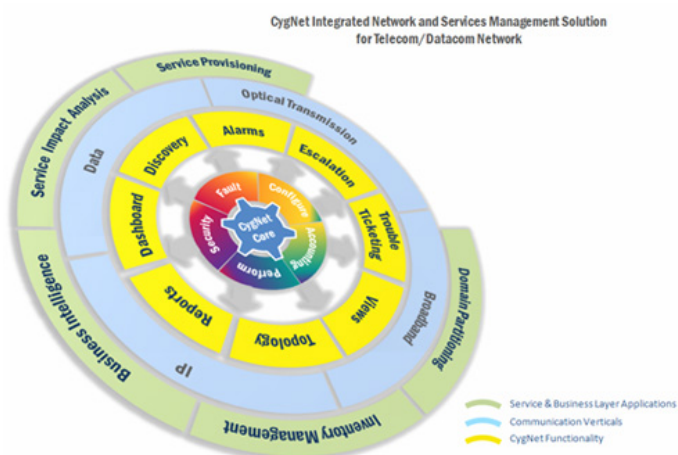 CygNet Integrated Network and Services Management Solution
for Telecom/Datacom Network
Service Provisioning
Service Impact Analysis
Business Intelligence
Inventory Management
Domain Partitioning
Optical Transmission
Data
IP
Broadband
Alarms
Escalation
Trouble
Ticketing
Views
Topology
Reports
Dashboard
Discovery
Fault
Configure
Accounting
Perform
Security
CygNet
Core
Service & Business Layer Applications
Communication Verticals
CygNet Functionality